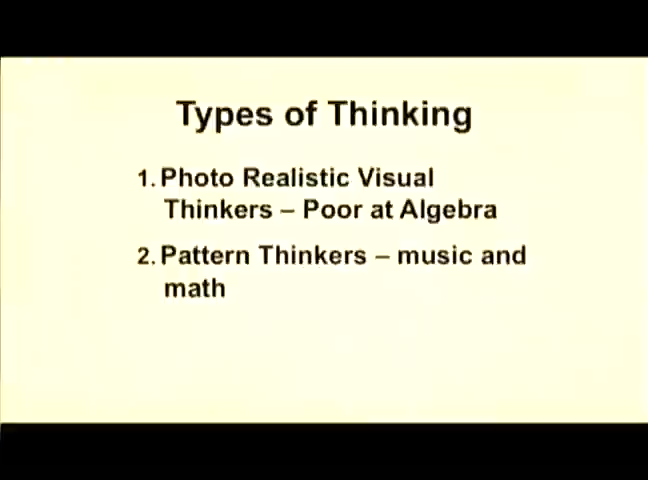 Types of Thinking
1. Photo Realistic Visual
Thinkers – Poor at Algebra
2. Pattern Thinkers – music and
math